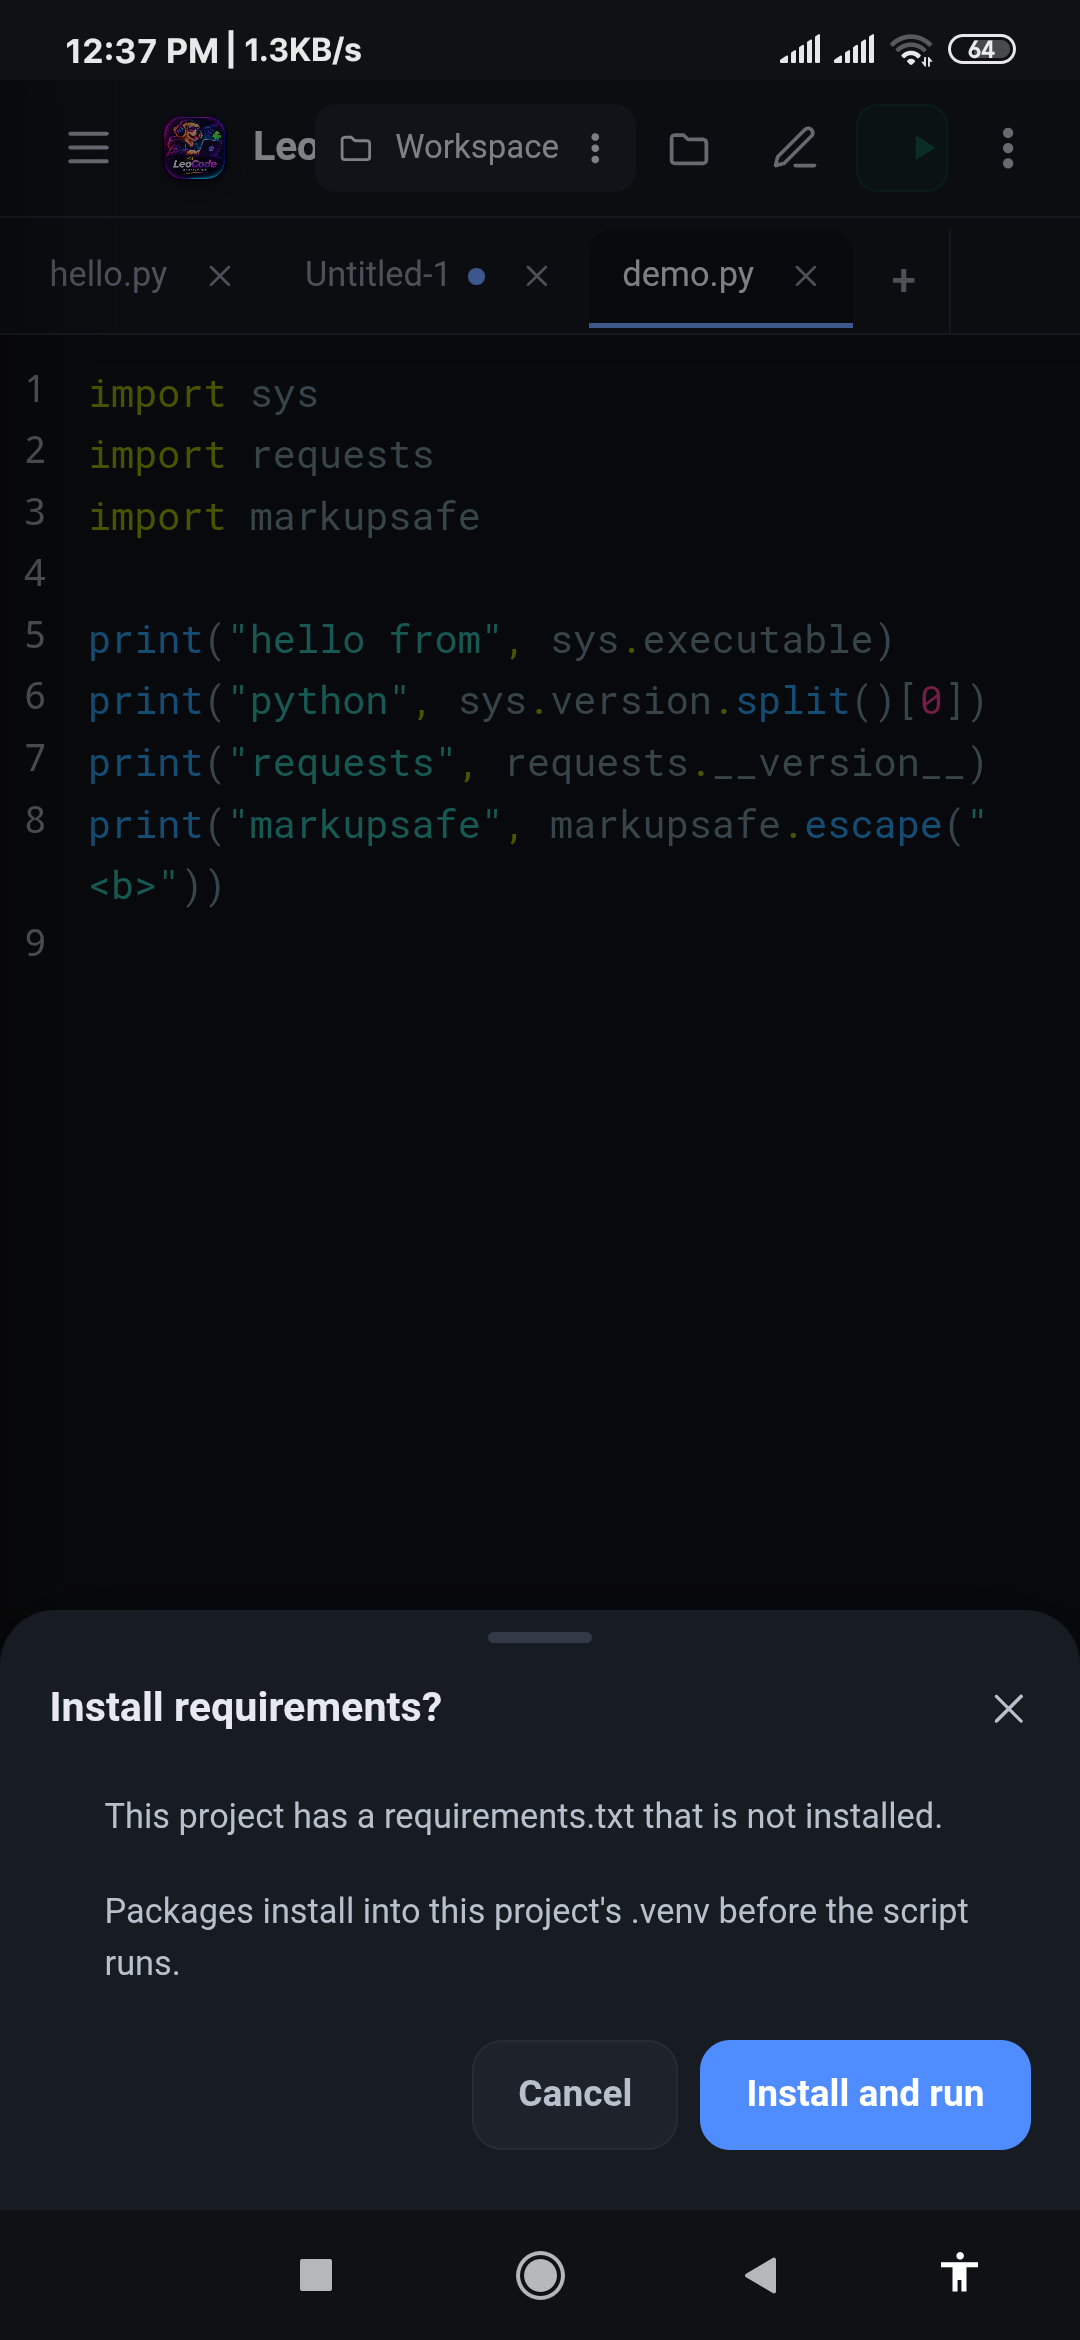 12:37 PM | 1.3KB/s
64
LeoCode
Leo
Workspace
hello.py
Untitled-1
demo.py
+
1 import sys
2 import requests
3 import markupsafe
4
5 print("hello from", sys.executable)
6 print("python", sys.version.split()[0])
7 print("requests", requests.__version__)
8 print("markupsafe", markupsafe.escape("
<b>"))
9
Install requirements?
This project has a requirements.txt that is not installed.
Packages install into this project's .venv before the script
runs.
Cancel
Install and run